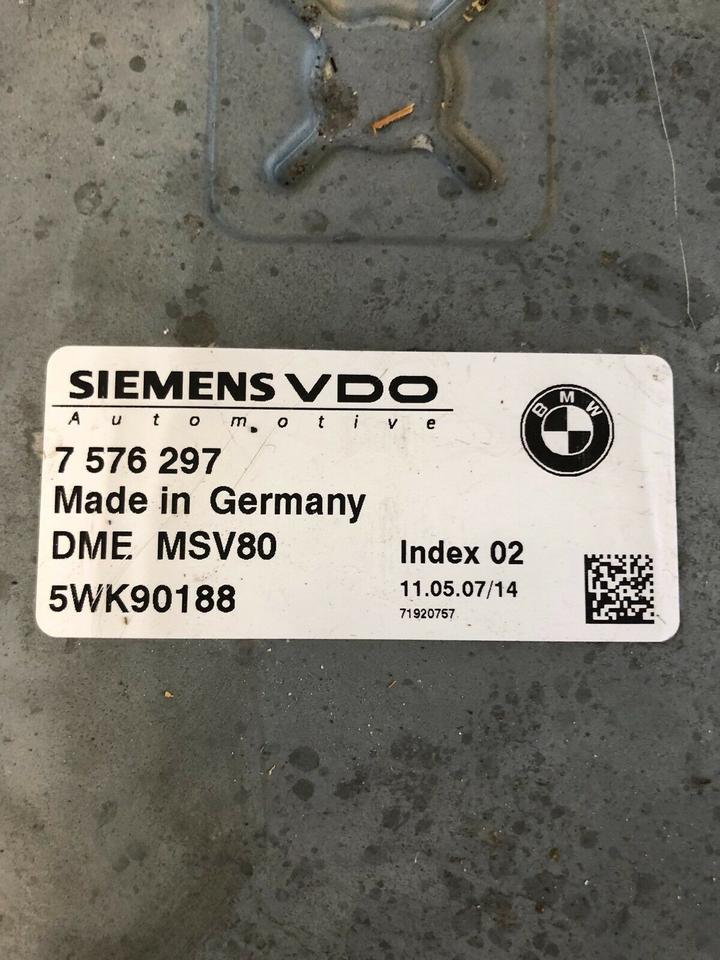 SIEMENS VDO
Automotive
BMW
7 576 297
Made in Germany
DME MSV80
Index 02
5WK90188
11.05.07/14
71920757